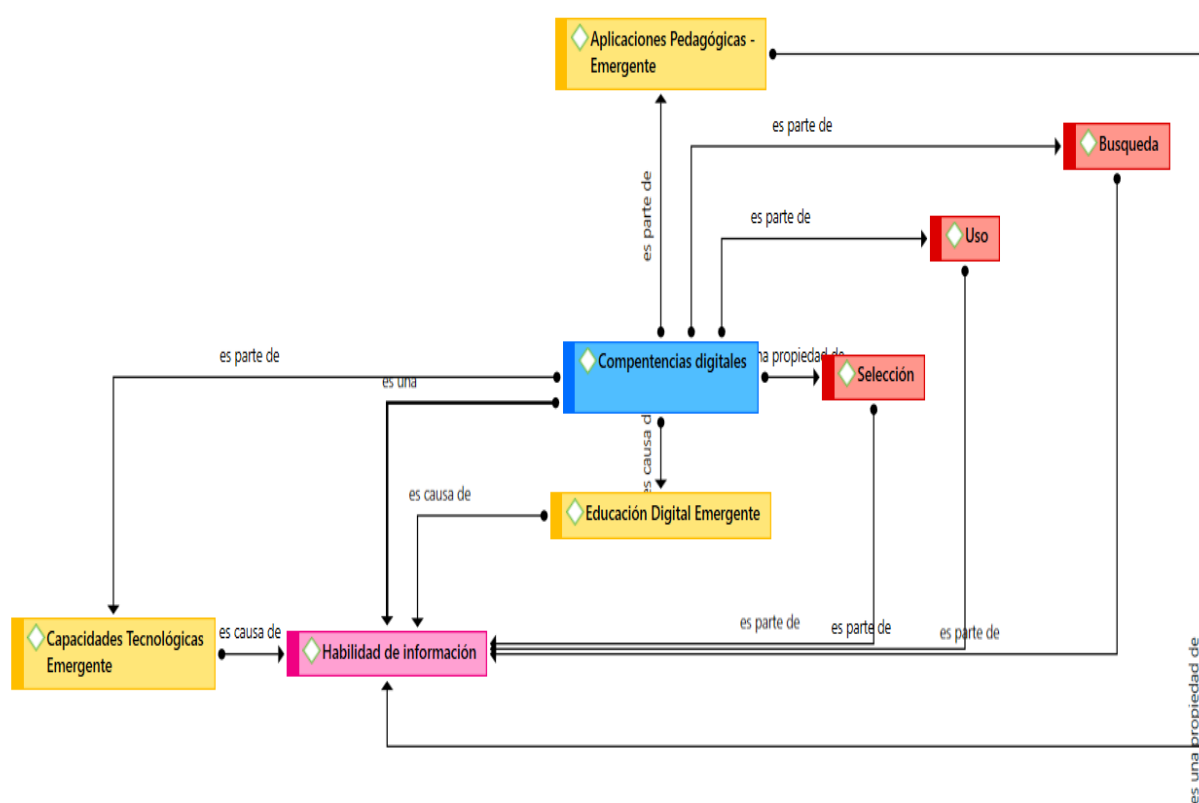 Aplicaciones Pedagógicas -
Emergente
es parte de
Busqueda
es parte de
es parte de
Uso
es parte de
es una
Compentencias digitales
na propiedad de
Selección
es causa d
es causa de
Educación Digital Emergente
Capacidades Tecnológicas
Emergente
es causa de
Habilidad de información
es parte de
es parte de
es parte de
es una propiedad de